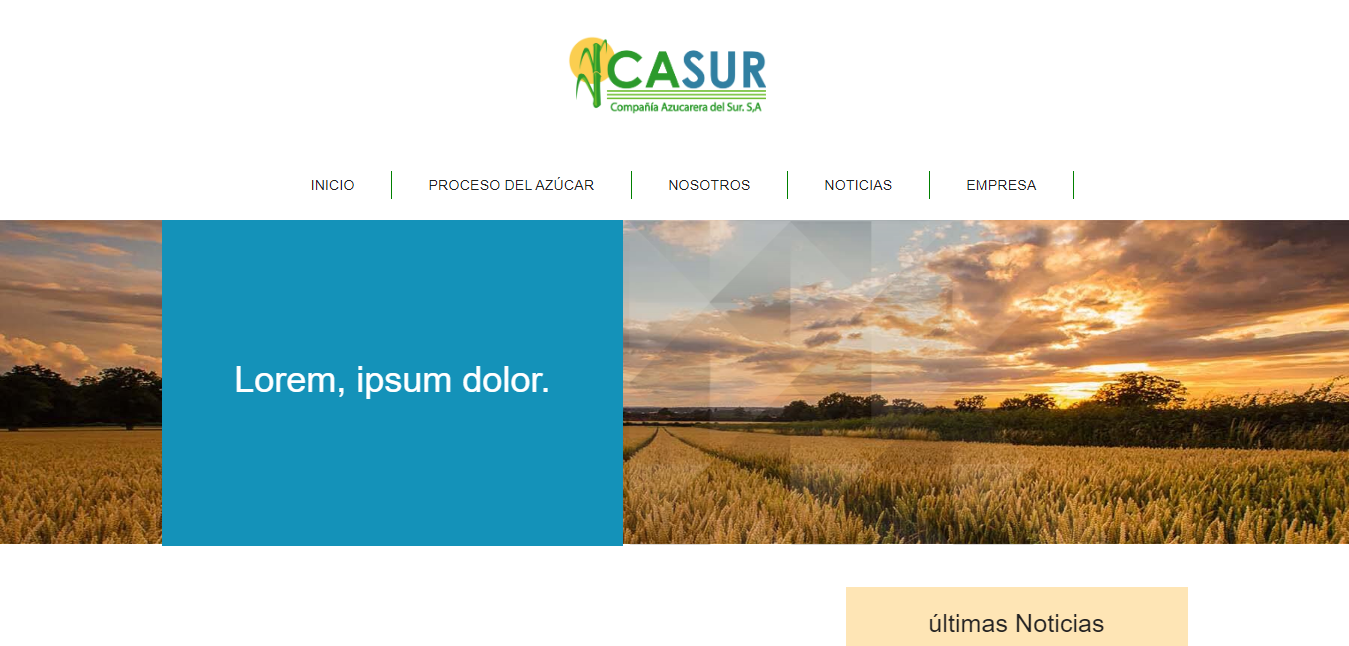 CASUR
Compañía Azucarera del Sur. S,A
INICIO
PROCESO DEL AZÚCAR
NOSOTROS
NOTICIAS
EMPRESA
Lorem, ipsum dolor.
últimas Noticias